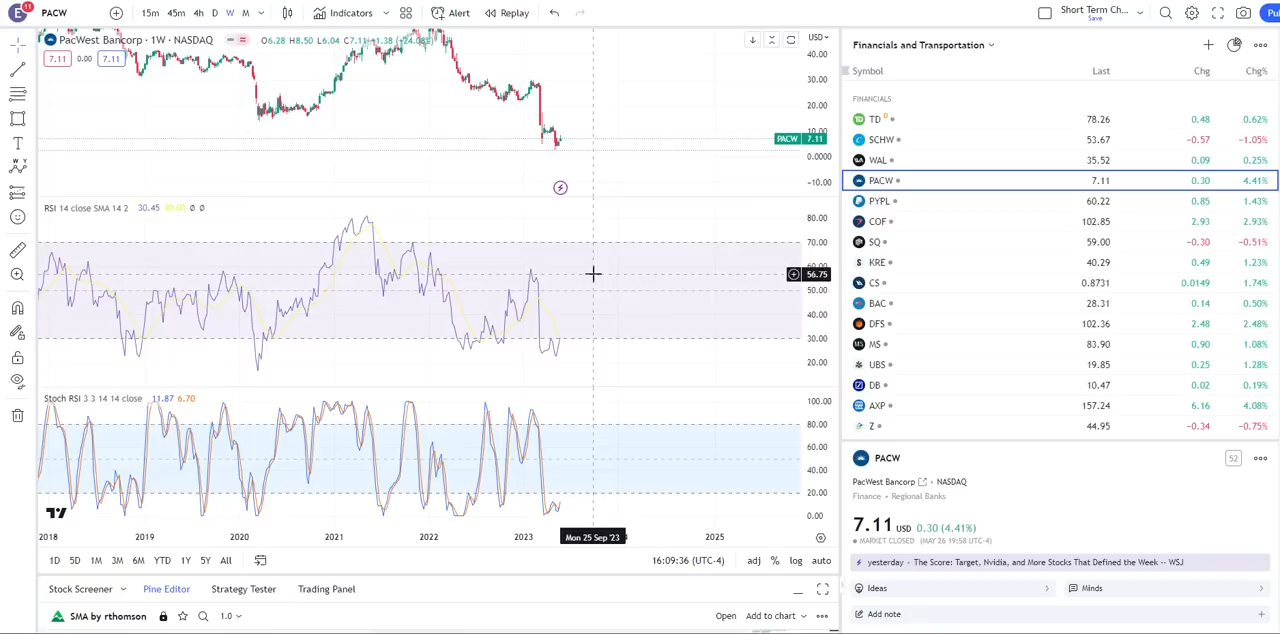 E 11 PACW 15m 45m 4h D W M Indicators Alert Replay Short Term Ch... Save Pu
PacWest Bancorp · 1W · NASDAQ O6.28 H8.50 L6.04 C7.11 +1.38 (+24.08%) USD
7.11 0.00 7.11
40.00
30.00
20.00
10.00
PACW 7.11
0.0000
−10.00
RSI 14 close SMA 14 2 30.45 Ø Ø
80.00
70.00
60.00
56.75
50.00
40.00
30.00
20.00
Stoch RSI 3 3 14 14 close 11.87 6.70
100.00
80.00
60.00
40.00
20.00
0.00
2018 2019 2020 2021 2022 2023 Mon 25 Sep '23 2025
1D 5D 1M 3M 6M YTD 1Y 5Y All 16:09:36 (UTC-4) adj % log auto
Stock Screener Pine Editor Strategy Tester Trading Panel
SMA by rthomson 1.0 Open Add to chart
Financials and Transportation
Symbol Last Chg Chg%
FINANCIALS
TD D 78.26 0.48 0.62%
SCHW 53.67 −0.57 −1.05%
WAL 35.52 0.09 0.25%
PACW 7.11 0.30 4.41%
PYPL 60.22 0.85 1.43%
COF 102.85 2.93 2.93%
SQ 59.00 −0.30 −0.51%
KRE 40.29 0.49 1.23%
CS 0.8731 0.0149 1.74%
BAC 28.31 0.14 0.50%
DFS 102.36 2.48 2.48%
MS 83.90 0.90 1.08%
UBS 19.85 0.25 1.28%
DB 10.47 0.02 0.19%
AXP 157.24 6.16 4.08%
Z 44.95 −0.34 −0.75%
PACW 52
PacWest Bancorp · NASDAQ
Finance · Regional Banks
7.11 USD 0.30 (4.41%)
MARKET CLOSED (MAY 26 19:58 UTC-4)
yesterday · The Score: Target, Nvidia, and More Stocks That Defined the Week -- WSJ
Ideas Minds
Add note